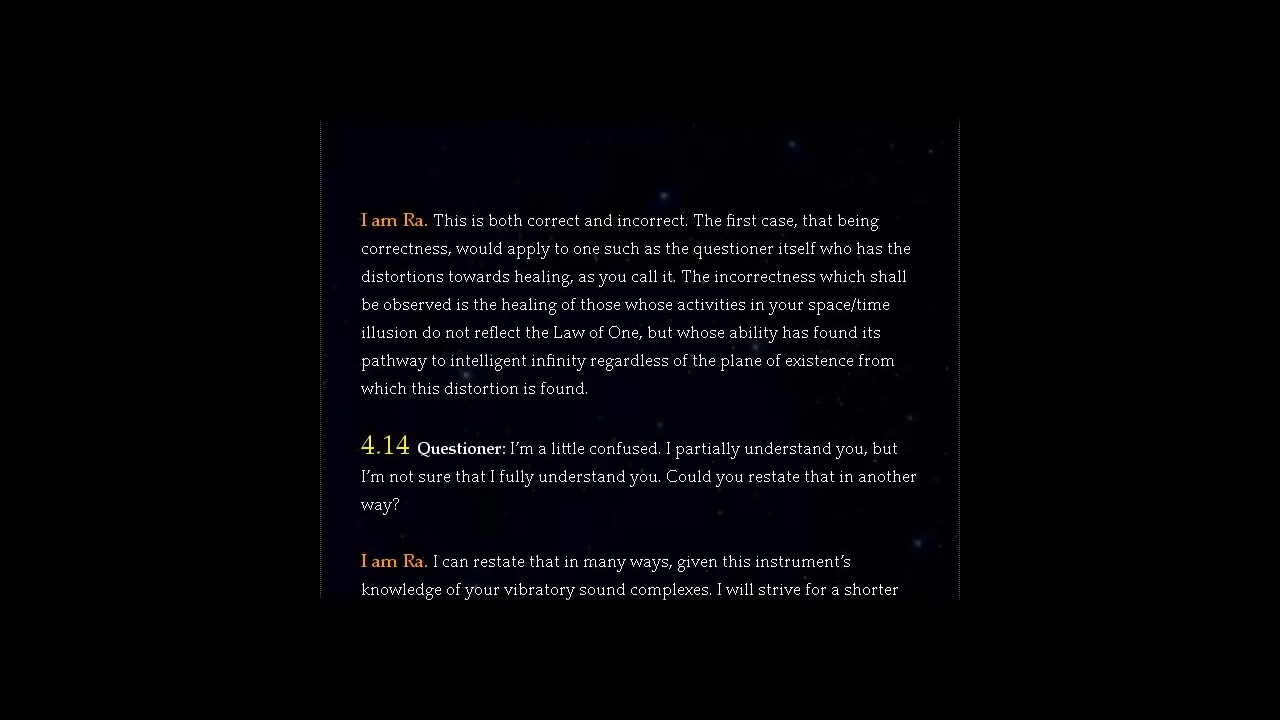 I am Ra. This is both correct and incorrect. The first case, that being
correctness, would apply to one such as the questioner itself who has the
distortions towards healing, as you call it. The incorrectness which shall
be observed is the healing of those whose activities in your space/time
illusion do not reflect the Law of One, but whose ability has found its
pathway to intelligent infinity regardless of the plane of existence from
which this distortion is found.
4.14 Questioner: I’m a little confused. I partially understand you, but
I’m not sure that I fully understand you. Could you restate that in another
way?
I am Ra. I can restate that in many ways, given this instrument’s
knowledge of your vibratory sound complexes. I will strive for a shorter